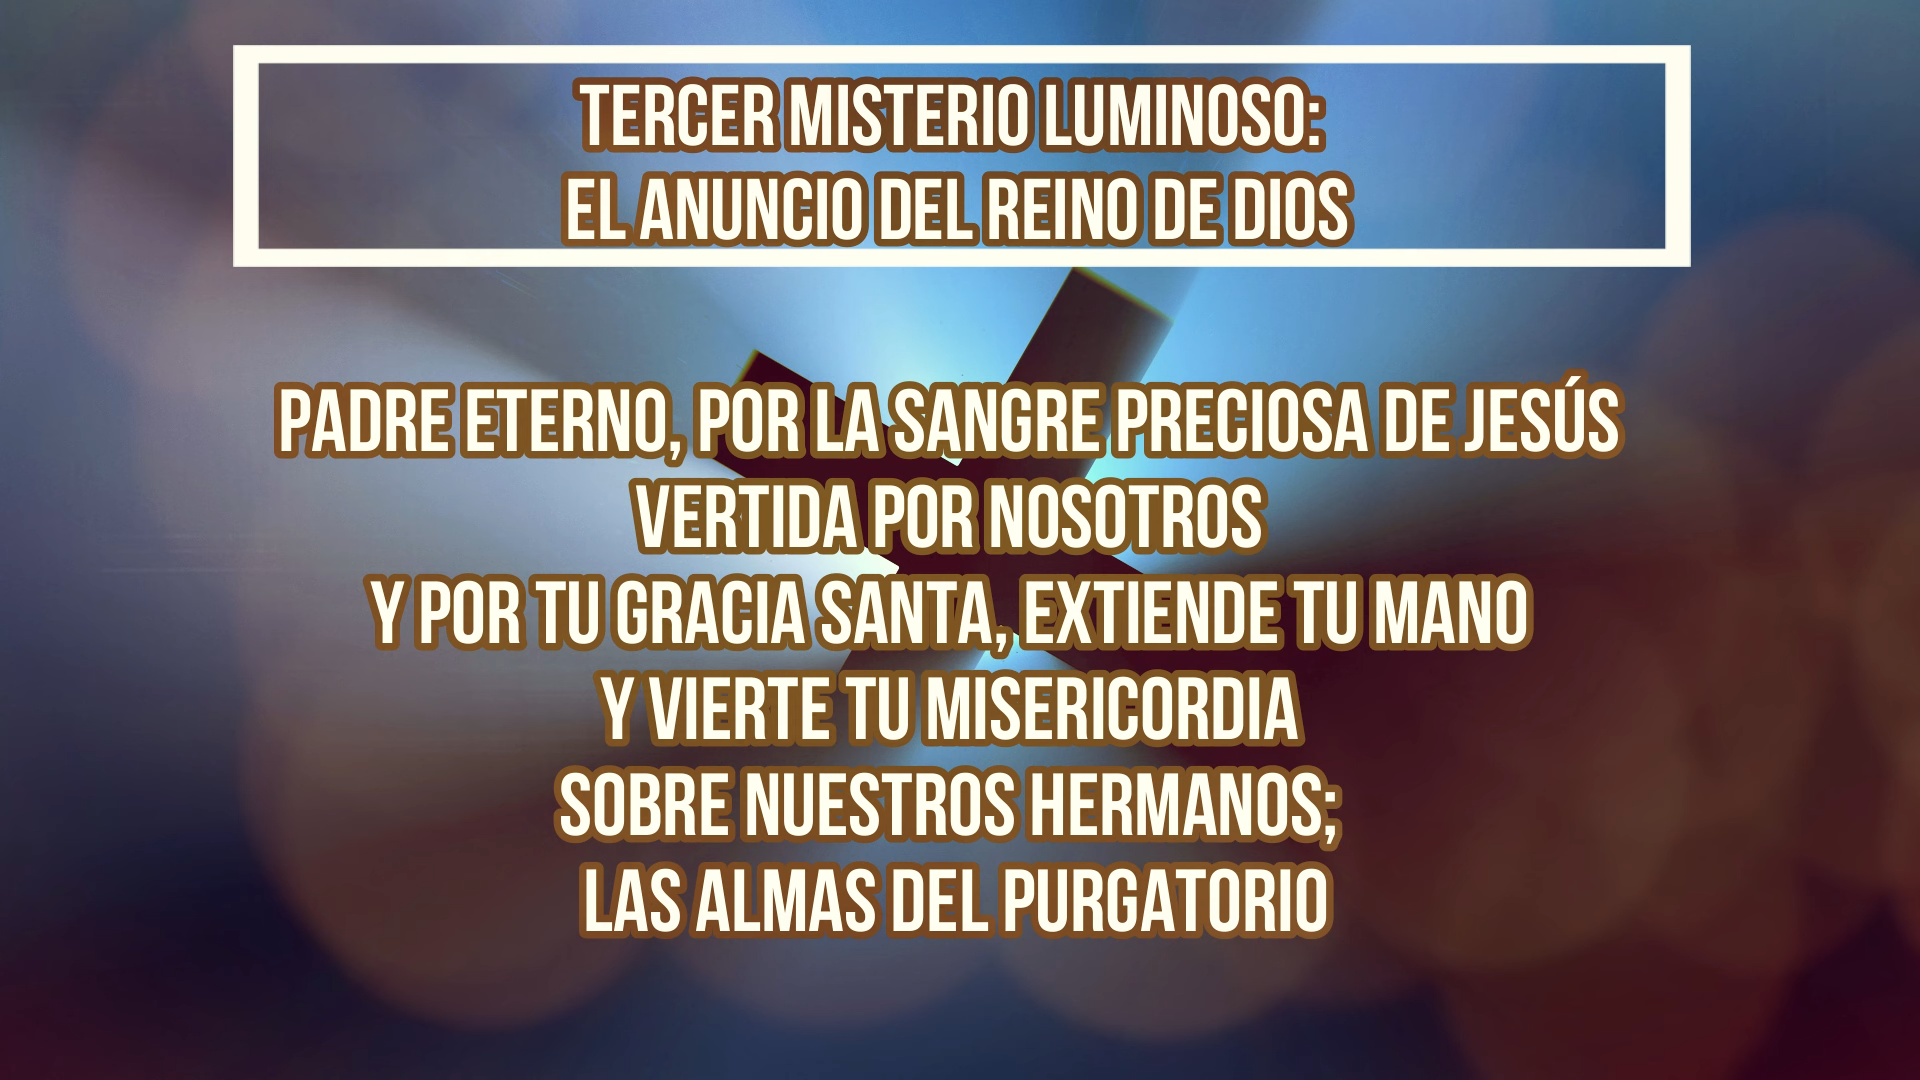 TERCER MISTERIO LUMINOSO:
EL ANUNCIO DEL REINO DE DIOS
PADRE ETERNO, POR LA SANGRE PRECIOSA DE JESÚS
VERTIDA POR NOSOTROS
Y POR TU GRACIA SANTA, EXTIENDE TU MANO
Y VIERTE TU MISERICORDIA
SOBRE NUESTROS HERMANOS;
LAS ALMAS DEL PURGATORIO